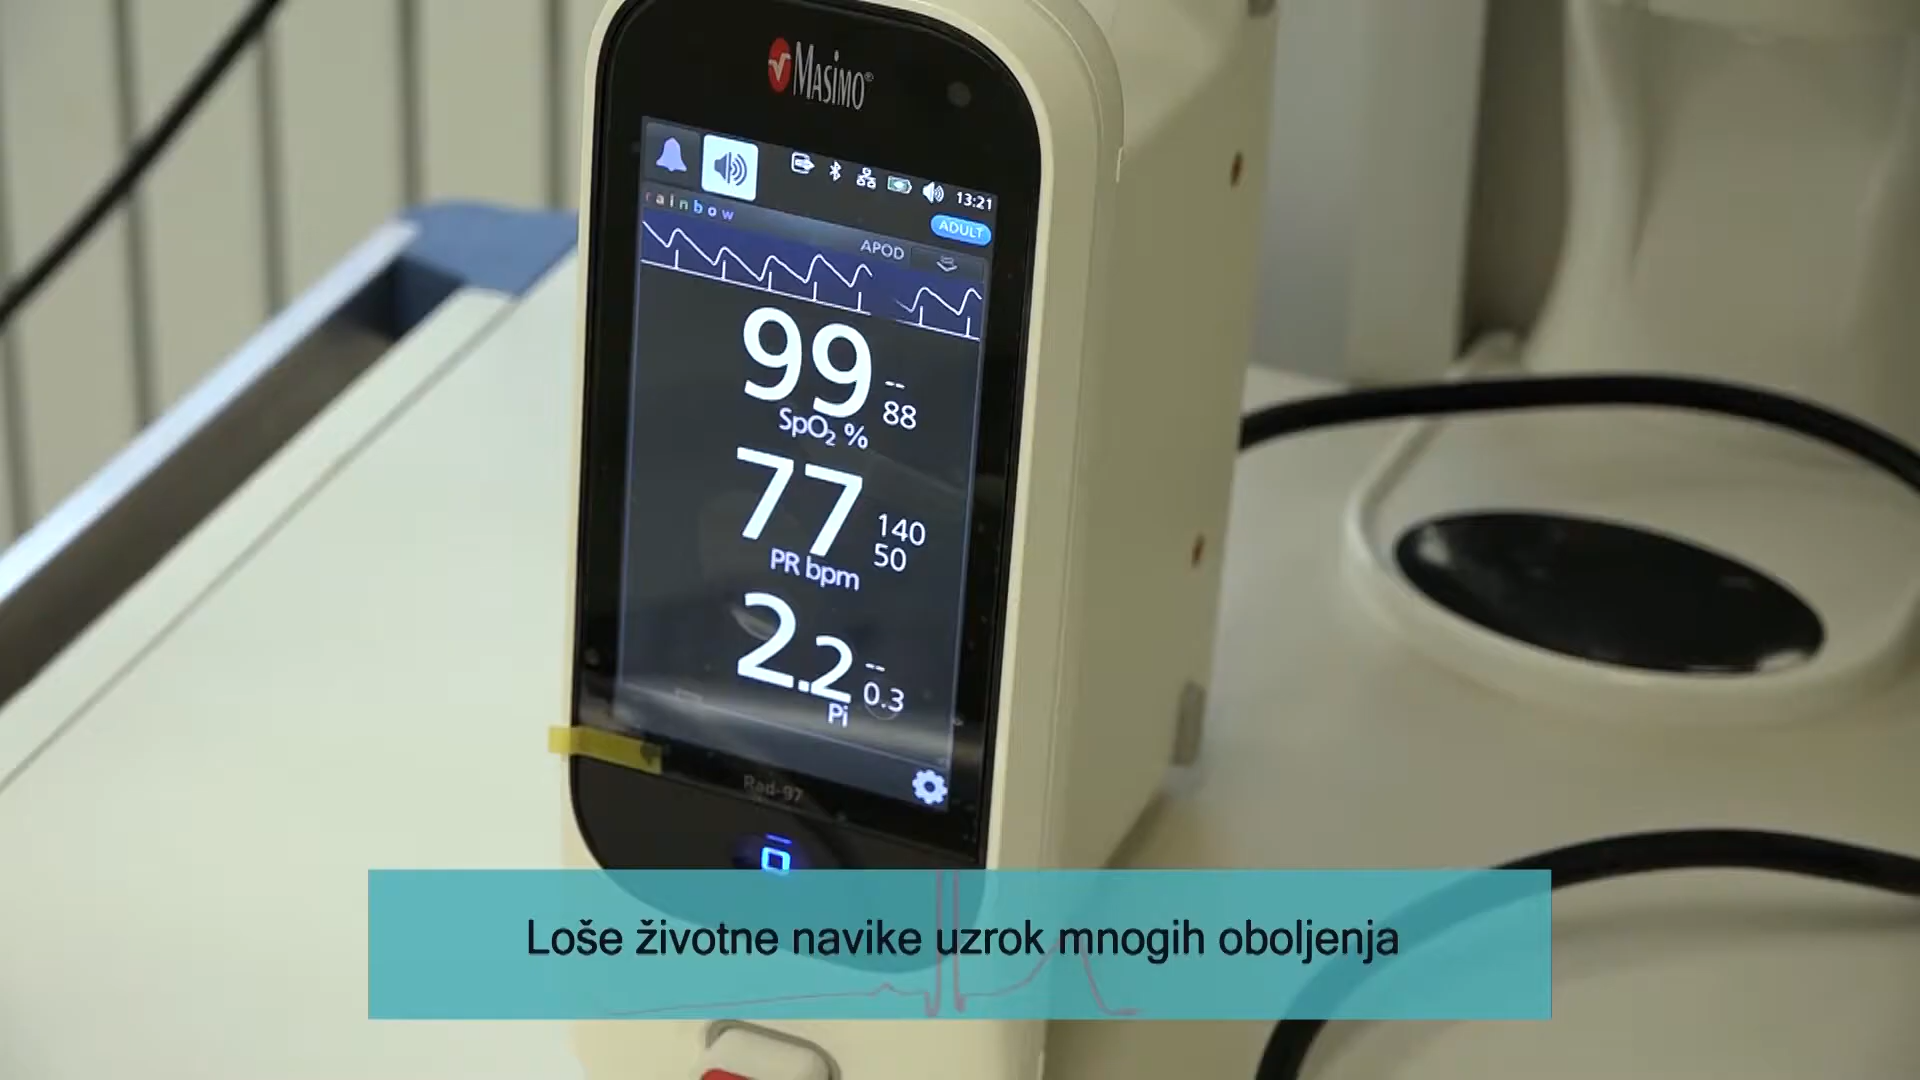 MASIMO®
13:21
rainbow
ADULT
APOD
99
--
88
SpO₂ %
77
140
50
PR bpm
2.2
--
0.3
Pi
Rad-97
Loše životne navike uzrok mnogih oboljenja